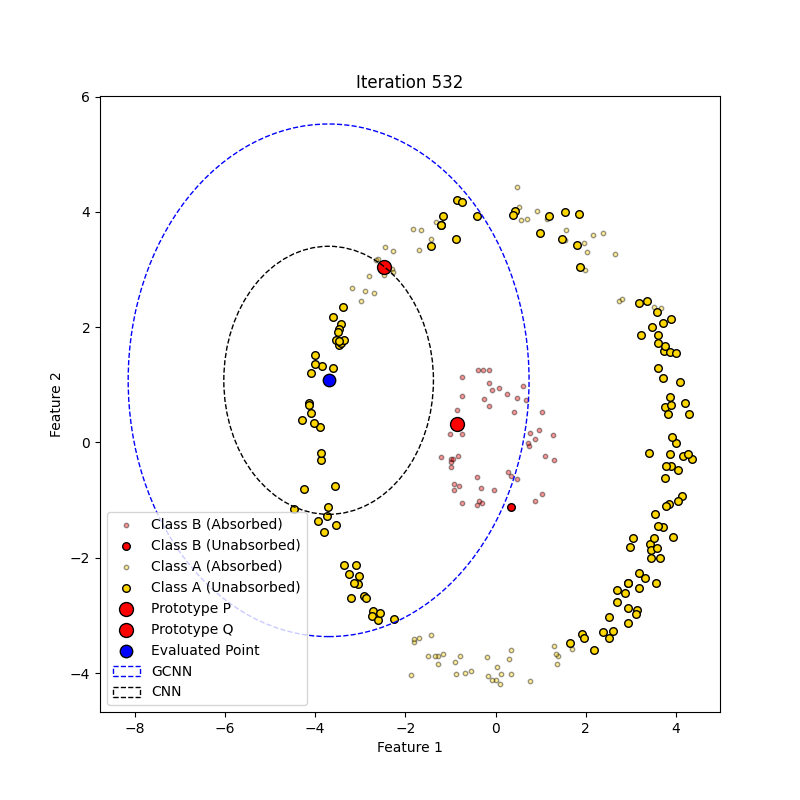 Iteration 532
6
4
2
0
−2
−4
Feature 2
Class B (Absorbed)
Class B (Unabsorbed)
Class A (Absorbed)
Class A (Unabsorbed)
Prototype P
Prototype Q
Evaluated Point
GCNN
CNN
−8 −6 −4 −2 0 2 4
Feature 1